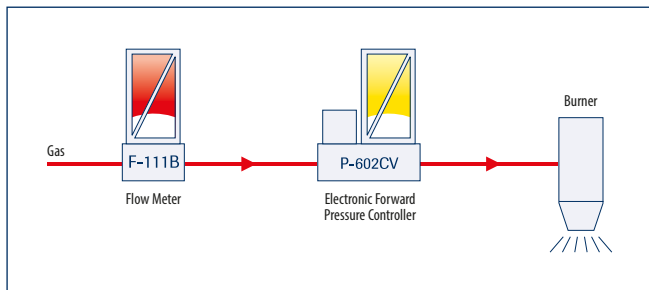 Burner
Gas
F-111B
P-602CV
Flow Meter
Electronic Forward
Pressure Controller